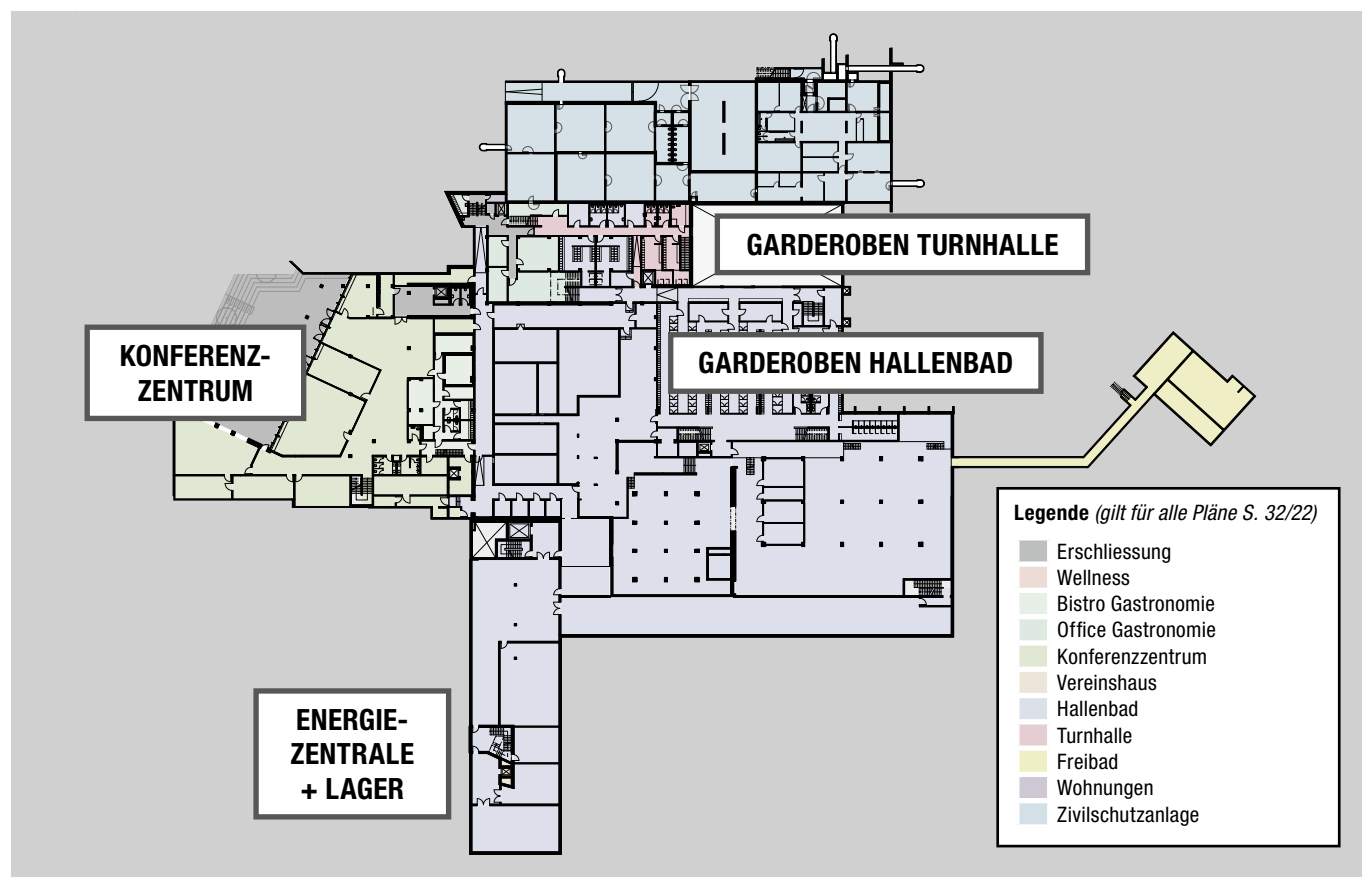 GARDEROBEN TURNHALLE
KONFERENZ-
ZENTRUM
GARDEROBEN HALLENBAD
ENERGIE-
ZENTRALE
+ LAGER
Legende (gilt für alle Pläne S. 32/22)
Erschliessung
Wellness
Bistro Gastronomie
Office Gastronomie
Konferenzzentrum
Vereinshaus
Hallenbad
Turnhalle
Freibad
Wohnungen
Zivilschutzanlage